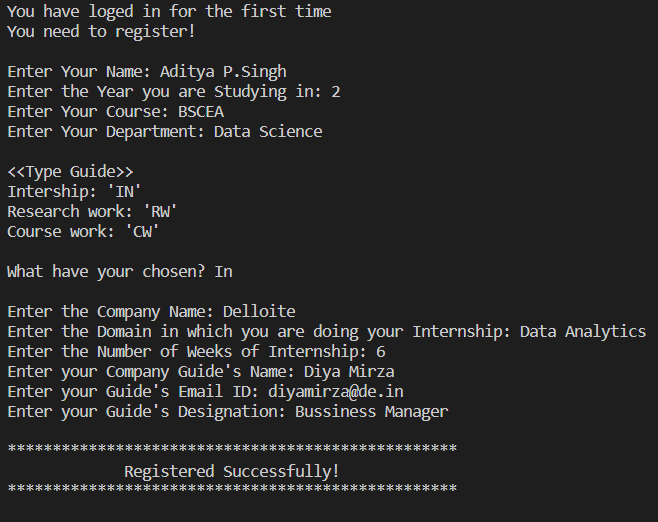 You have loged in for the first time
You need to register!
Enter Your Name: Aditya P.Singh
Enter the Year you are Studying in: 2
Enter Your Course: BSCEA
Enter Your Department: Data Science
<<Type Guide>>
Intership: 'IN'
Research work: 'RW'
Course work: 'CW'
What have your chosen? In
Enter the Company Name: Delloite
Enter the Domain in which you are doing your Internship: Data Analytics
Enter the Number of Weeks of Internship: 6
Enter your Company Guide's Name: Diya Mirza
Enter your Guide's Email ID: diyamirza@de.in
Enter your Guide's Designation: Bussiness Manager
**************************************************
Registered Successfully!
**************************************************